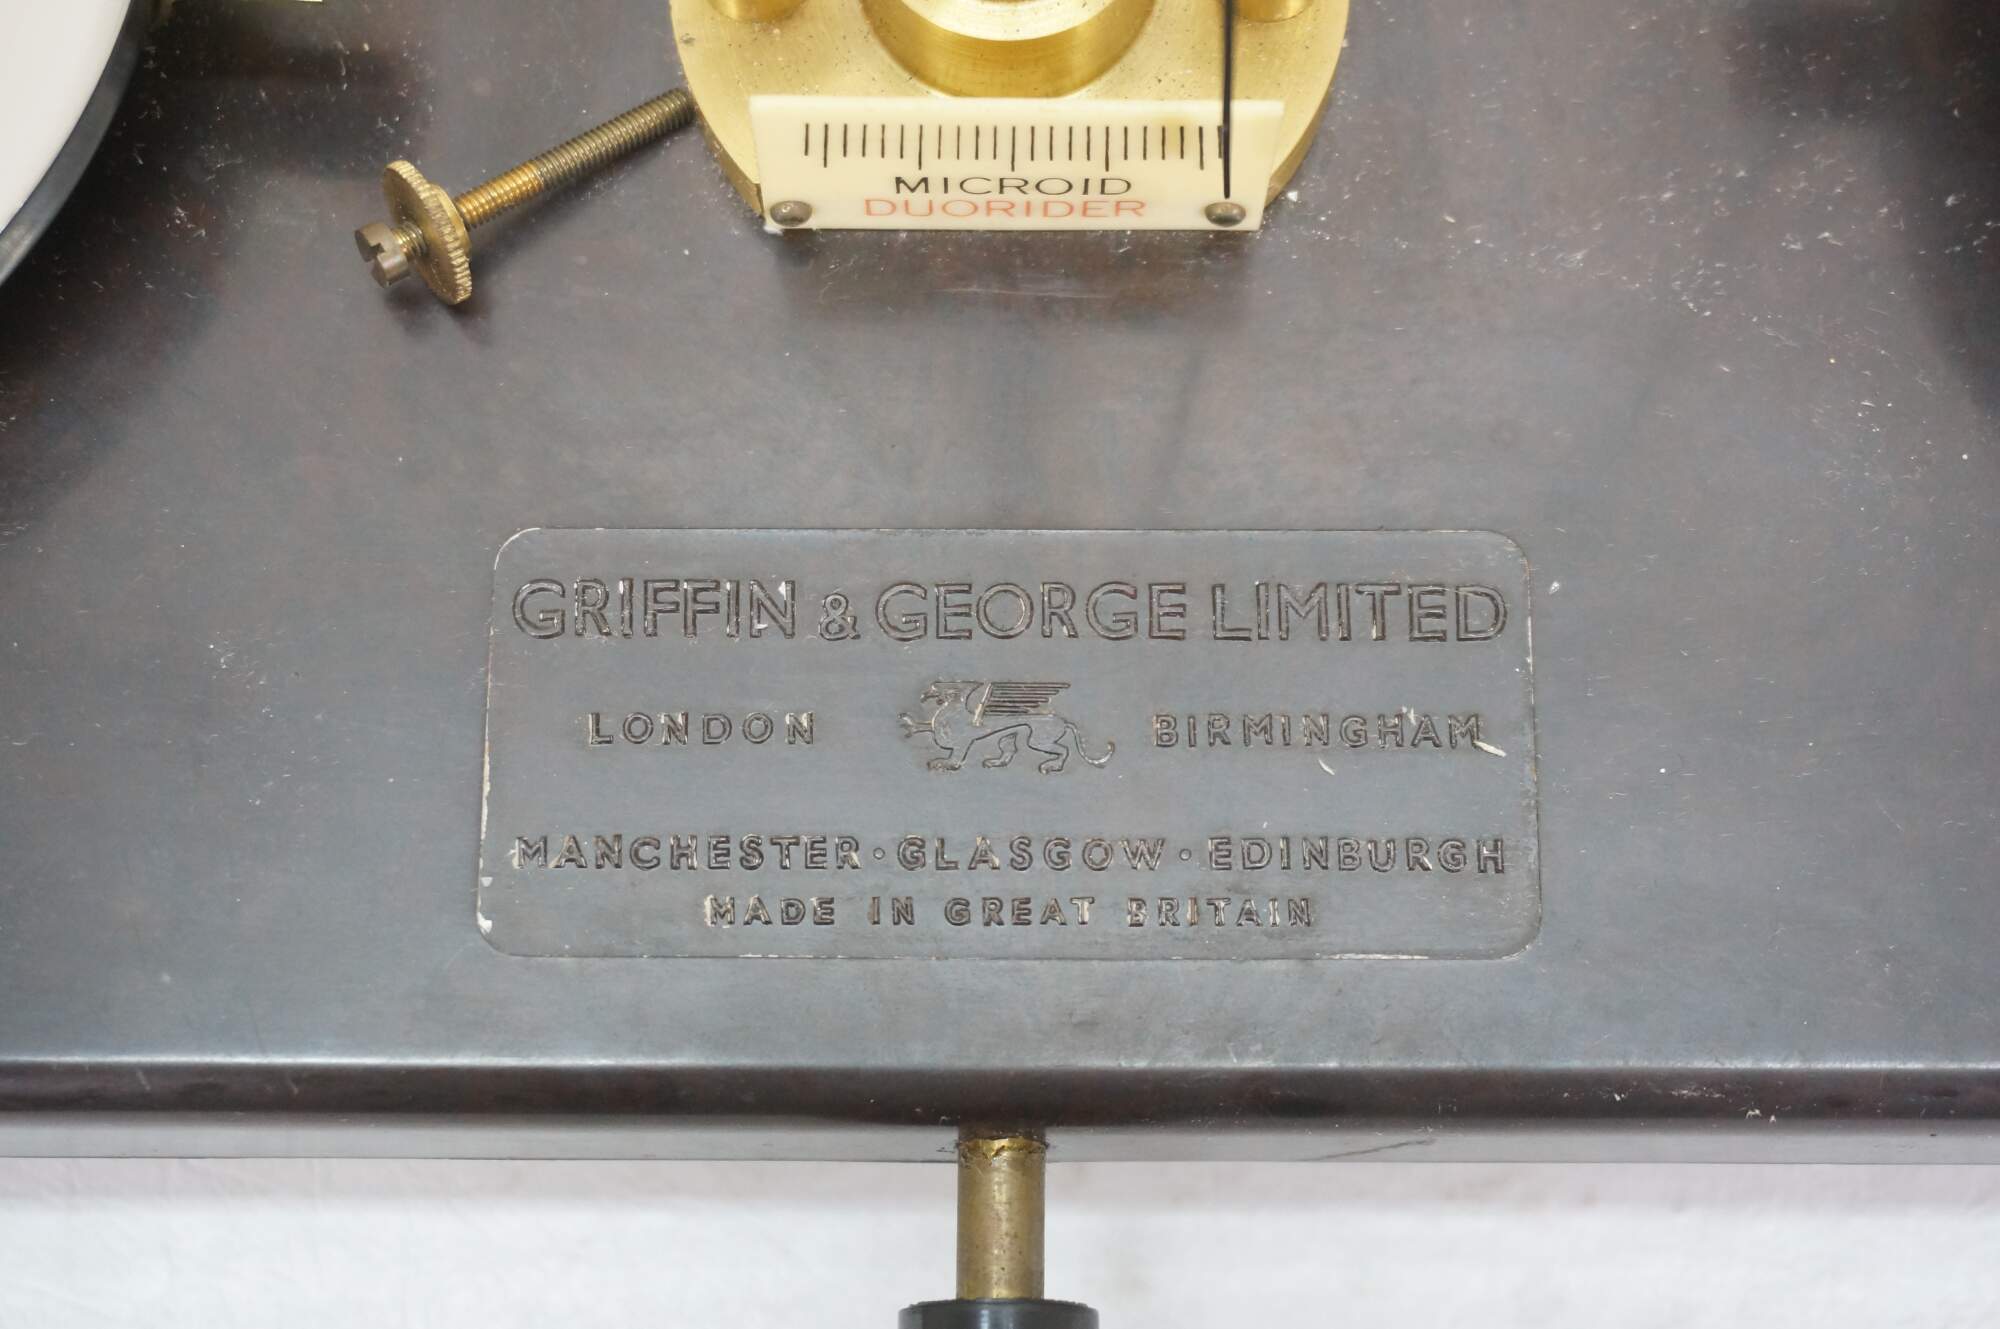 MICROID
DUORIDER
GRIFFIN & GEORGE LIMITED
LONDON BIRMINGHAM
MANCHESTER · GLASGOW · EDINBURGH
MADE IN GREAT BRITAIN